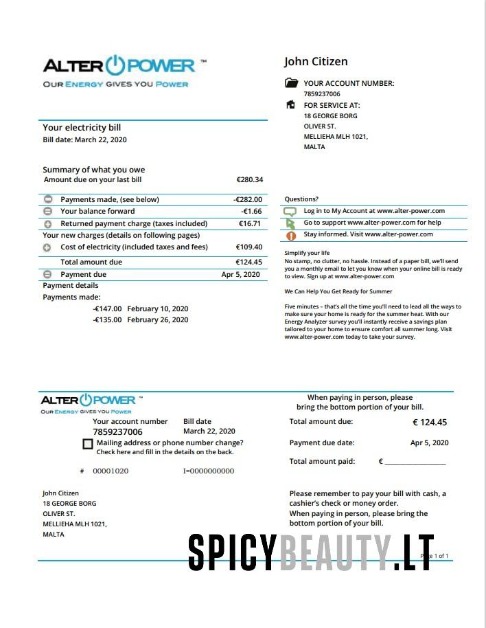 ALTER POWER ™
OUR ENERGY GIVES YOU POWER
John Citizen
YOUR ACCOUNT NUMBER:
7859237006
FOR SERVICE AT:
18 GEORGE BORG
OLIVER ST.
MELLIEHA MLH 1021,
MALTA
Your electricity bill
Bill date: March 22, 2020
Summary of what you owe
Amount due on your last bill €280.34
Payments made, (see below) -€282.00
Your balance forward -€1.66
Returned payment charge (taxes included) €16.71
Your new charges (details on following pages)
Cost of electricity (included taxes and fees) €109.40
Total amount due €124.45
Payment due Apr 5, 2020
Payment details
Payments made:
-€147.00 February 10, 2020
-€135.00 February 26, 2020
Questions?
Log in to My Account at www.alter-power.com
Go to support www.alter-power.com for help
Stay informed. Visit www.alter-power.com
Simplify your life
No stamp, no clutter, no hassle. Instead of a paper bill, we'll send
you a monthly email to let you know when your online bill is ready
to view. Sign up at www.alter-power.com
We Can Help You Get Ready for Summer
Five minutes – that's all the time you'll need to lead all the ways to
make sure your home is ready for the summer heat. With our
Energy Analyzer survey you'll instantly receive a savings plan
tailored to your home to ensure comfort all summer long. Visit
www.alter-power.com today to take your survey.
ALTER POWER ™
OUR ENERGY GIVES YOU POWER
Your account number Bill date
7859237006 March 22, 2020
Mailing address or phone number change?
Check here and fill in the details on the back.
# 00001020 I=0000000000
John Citizen
18 GEORGE BORG
OLIVER ST.
MELLIEHA MLH 1021,
MALTA
When paying in person, please
bring the bottom portion of your bill.
Total amount due: € 124.45
Payment due date: Apr 5, 2020
Total amount paid: €
Please remember to pay your bill with cash, a
cashier's check or money order.
When paying in person, please bring the
bottom portion of your bill.
SPICYBEAUTY.LT
Page 1 of 1